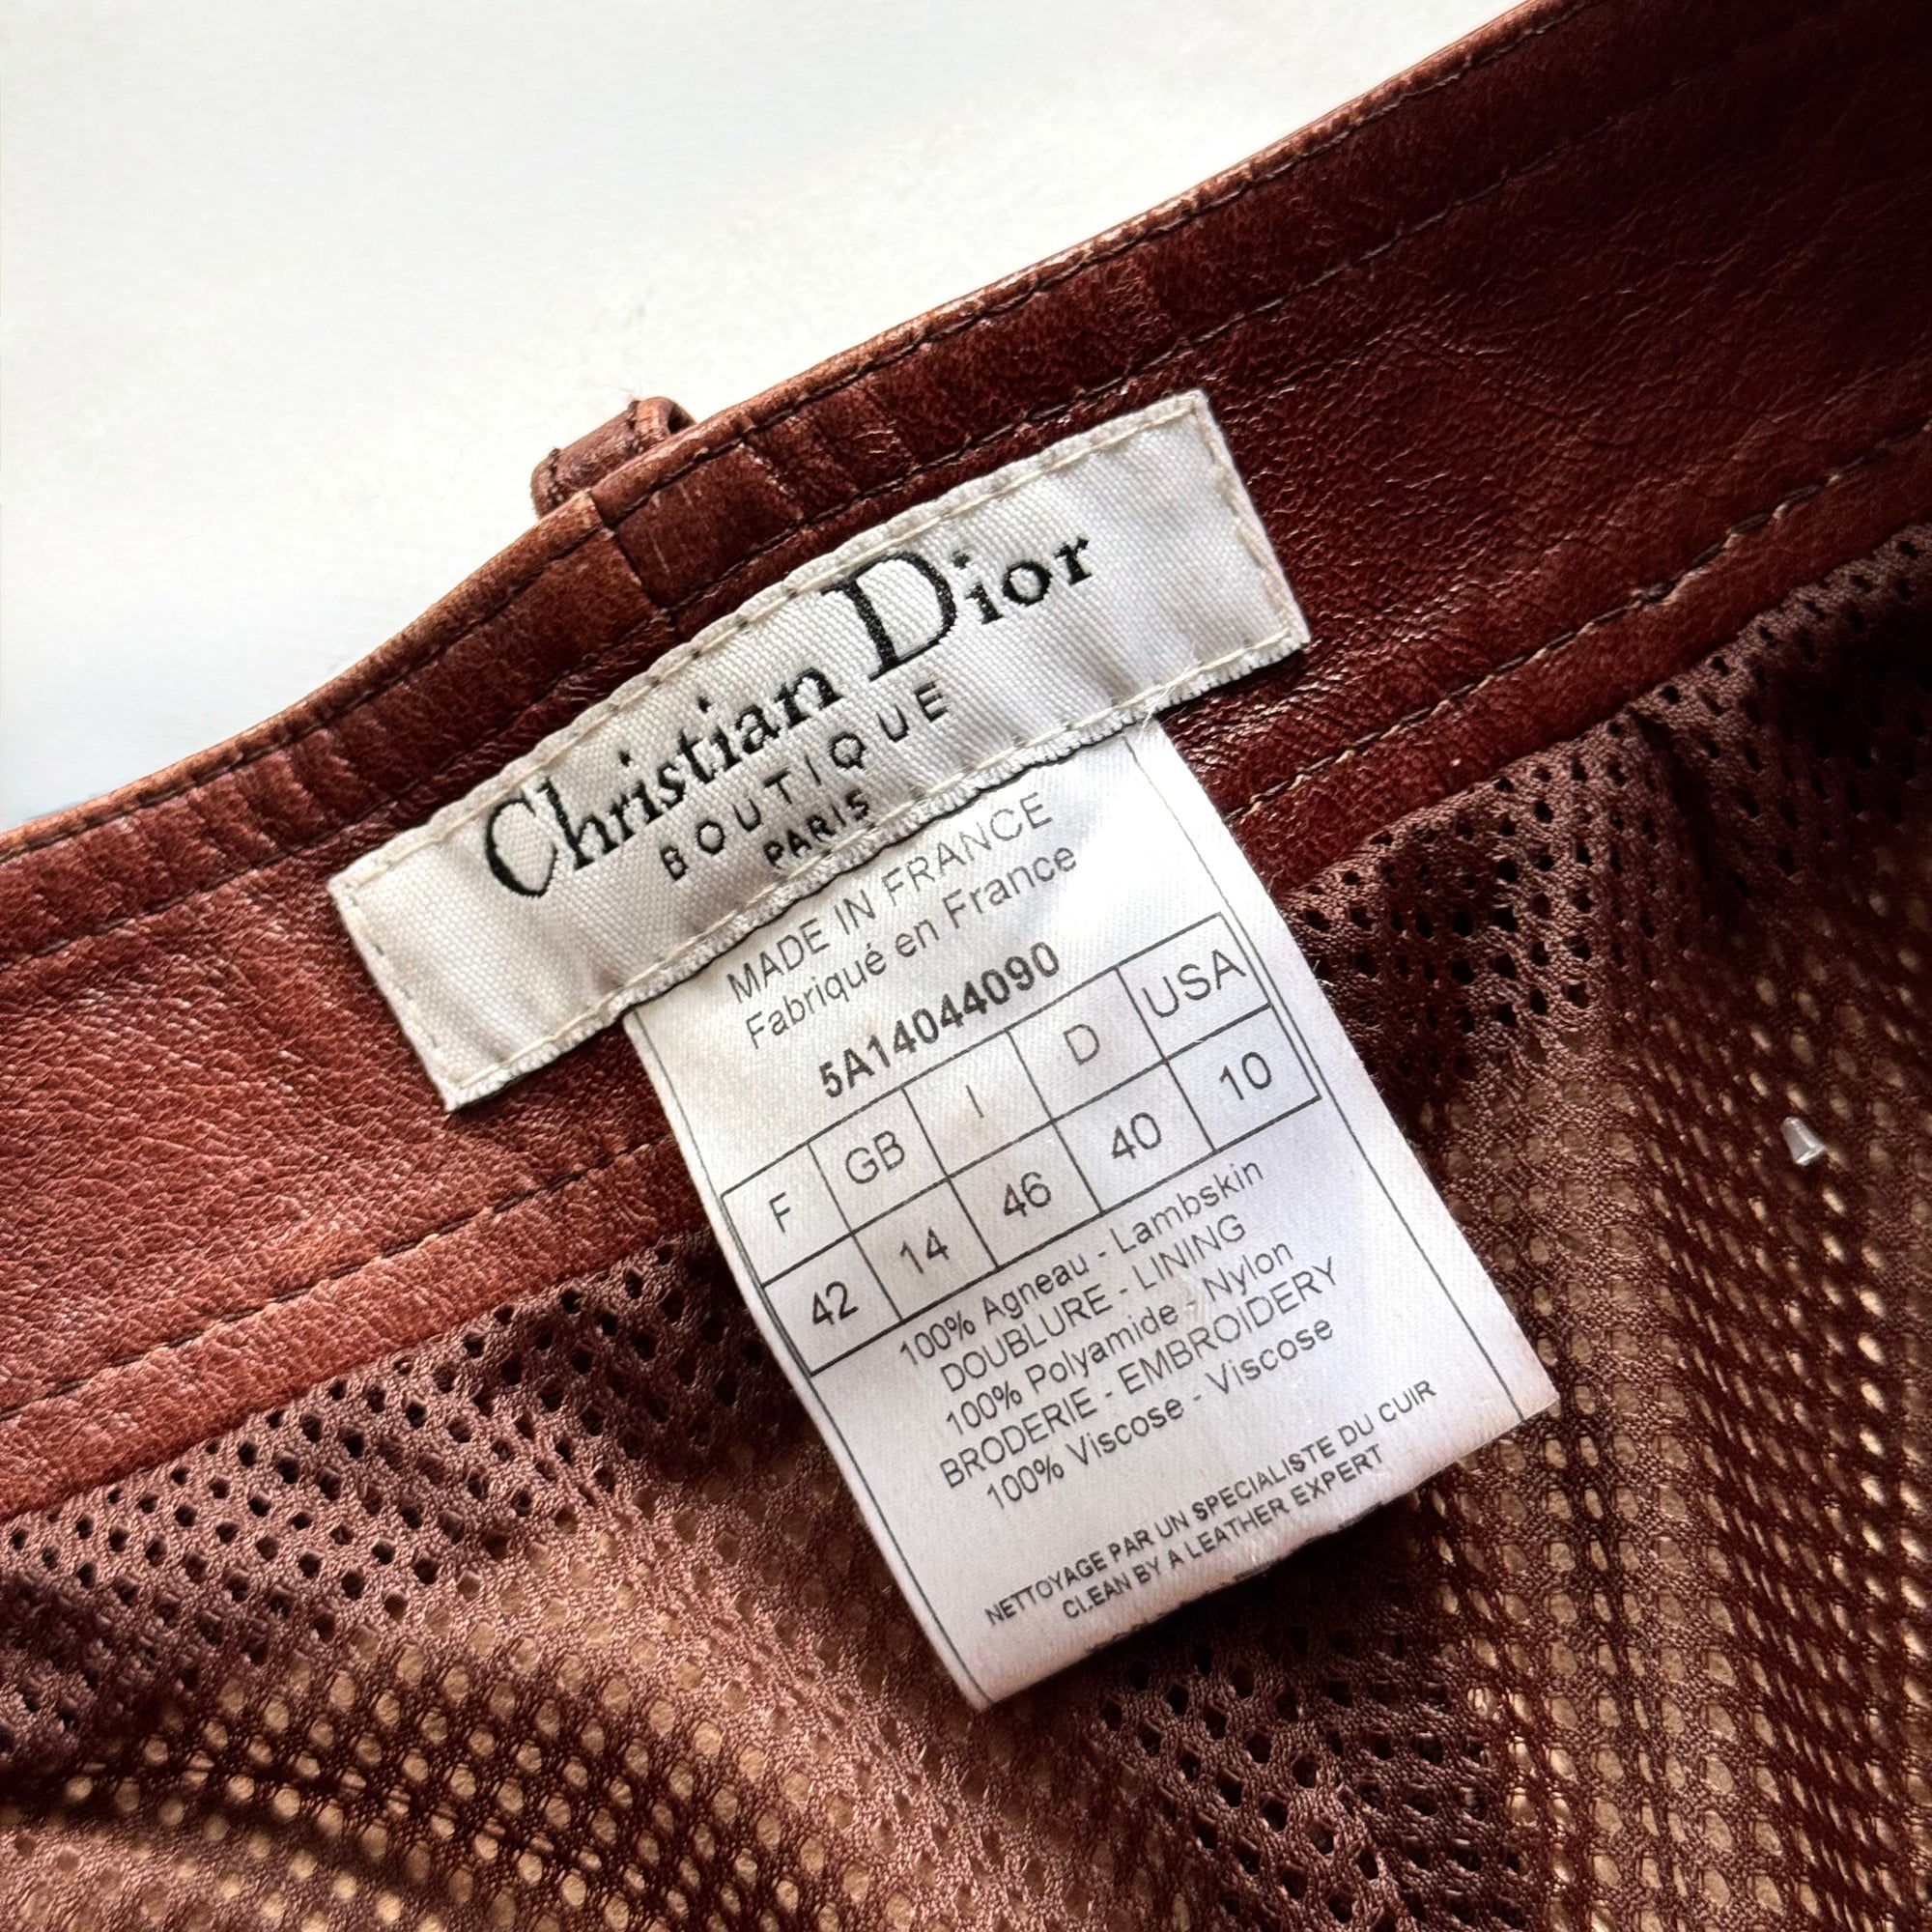 Christian Dior
BOUTIQUE
PARIS
MADE IN FRANCE
Fabriqué en France
5A14044090
F GB I D USA
42 14 46 40 10
100% Agneau - Lambskin
DOUBLURE - LINING
100% Polyamide - Nylon
BRODERIE - EMBROIDERY
100% Viscose - Viscose
NETTOYAGE PAR UN SPECIALISTE DU CUIR
CLEAN BY A LEATHER EXPERT